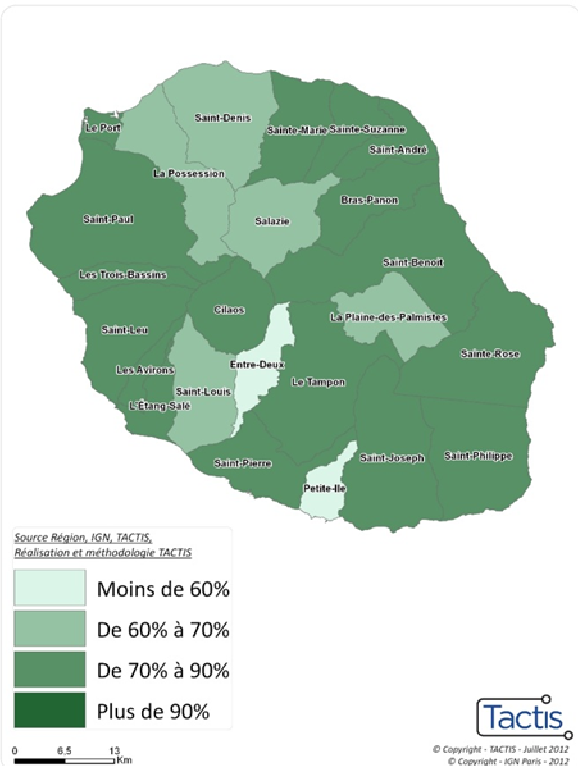 Saint-Denis
Le Port
Sainte-Marie
Sainte-Suzanne
Saint-André
La Possession
Bras-Panon
Saint-Paul
Salazie
Saint-Benoit
Les Trois-Bassins
Cilaos
La Plaine-des-Palmistes
Saint-Leu
Sainte-Rose
Entre-Deux
Les Avirons
Le Tampon
Saint-Louis
L'Étang-Salé
Saint-Pierre
Saint-Joseph
Saint-Philippe
Petite-Ile
Source Région, IGN, TACTIS,
Réalisation et méthodologie TACTIS
Moins de 60%
De 60% à 70%
De 70% à 90%
Plus de 90%
Tactis
0 6,5 13
Km
© Copyright - TACTIS - Juillet 2012
© Copyright - IGN Paris - 2012